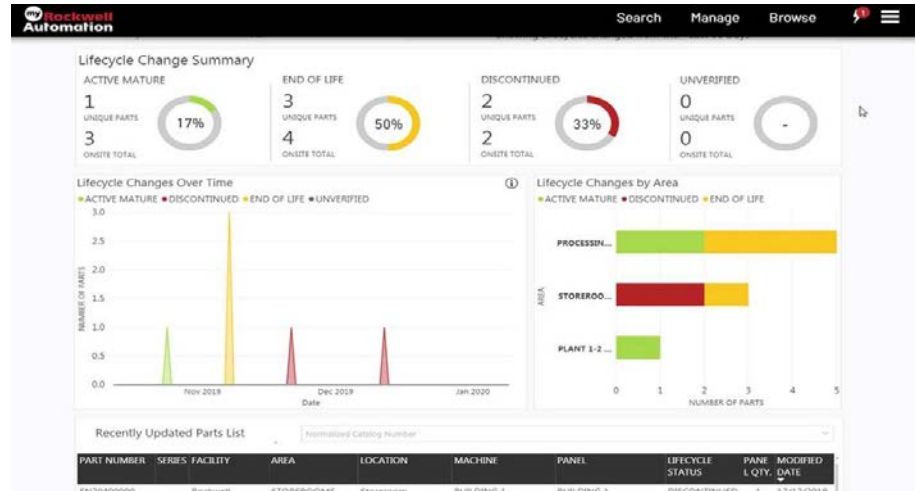 my Rockwell
Automation
Search Manage Browse
1
Lifecycle Change Summary
ACTIVE MATURE
1
UNIQUE PARTS
3
ONSITE TOTAL
17%
END OF LIFE
3
UNIQUE PARTS
4
ONSITE TOTAL
50%
DISCONTINUED
2
UNIQUE PARTS
2
ONSITE TOTAL
33%
UNVERIFIED
0
UNIQUE PARTS
0
ONSITE TOTAL
-
Lifecycle Changes Over Time
ACTIVE MATURE DISCONTINUED END OF LIFE UNVERIFIED
3.0
2.5
2.0
1.5
1.0
0.5
0.0
NUMBER OF PARTS
Nov 2019 Dec 2019 Jan 2020
Date
Lifecycle Changes by Area
ACTIVE MATURE DISCONTINUED END OF LIFE
PROCESSIN...
STOREROO...
PLANT 1-2 ...
AREA
0 1 2 3 4 5
NUMBER OF PARTS
Recently Updated Parts List
Normalized Catalog Number
PART NUMBER SERIES FACILITY AREA LOCATION MACHINE PANEL LIFECYCLE STATUS PANE L QTY. MODIFIED DATE